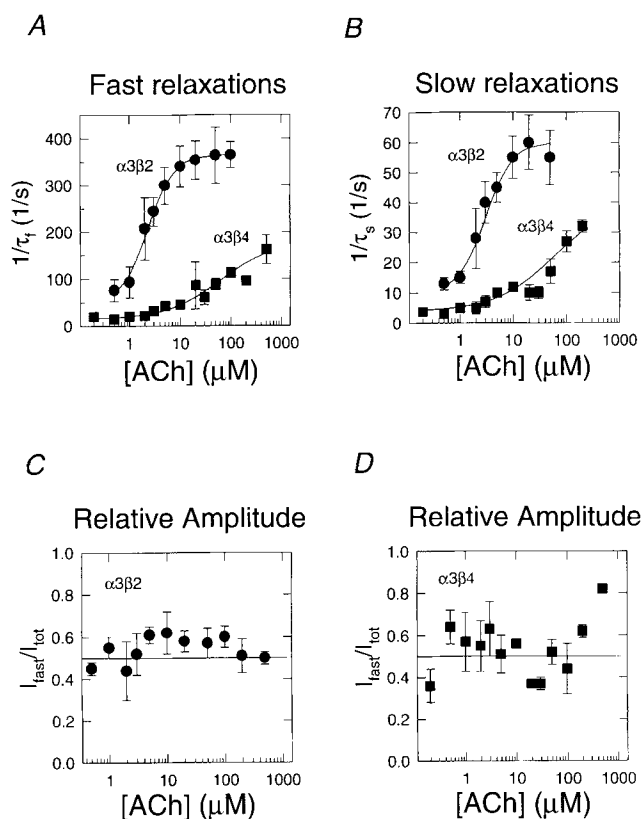 A
Fast relaxations
400
300
200
100
0
1/τf (1/s)
α3β2
α3β4
1
10
100
1000
[ACh] (μM)
B
Slow relaxations
70
60
50
40
30
20
10
0
1/τs (1/s)
α3β2
α3β4
1
10
100
1000
[ACh] (μM)
C
Relative Amplitude
1.0
0.8
0.6
0.4
0.2
0.0
Ifast/Itot
α3β2
1
10
100
1000
[ACh] (μM)
D
Relative Amplitude
1.0
0.8
0.6
0.4
0.2
0.0
Ifast/Itot
α3β4
1
10
100
1000
[ACh] (μM)